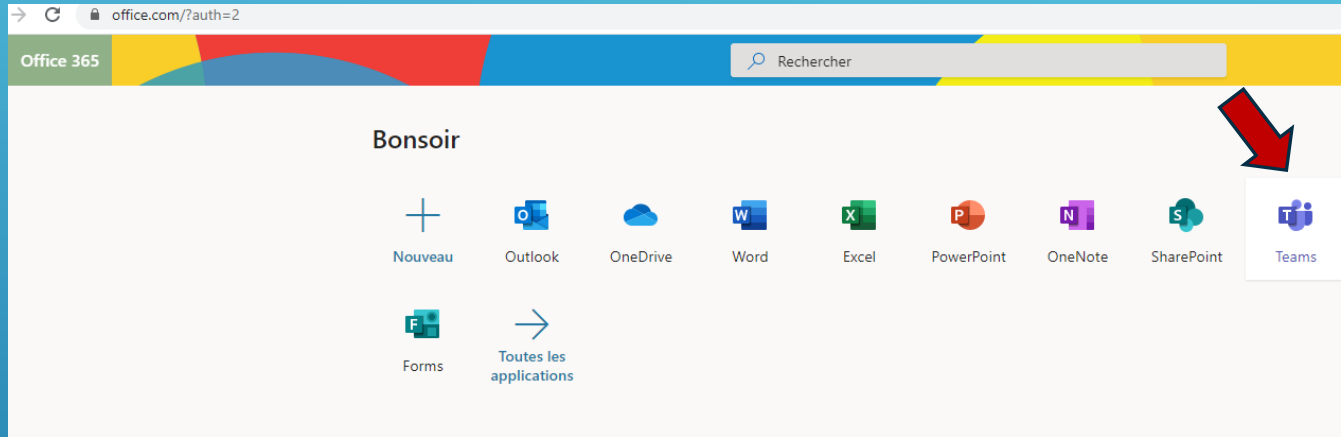 office.com/?auth=2
Office 365
Rechercher
Bonsoir
Nouveau
Outlook
OneDrive
Word
Excel
PowerPoint
OneNote
SharePoint
Teams
Forms
Toutes les
applications